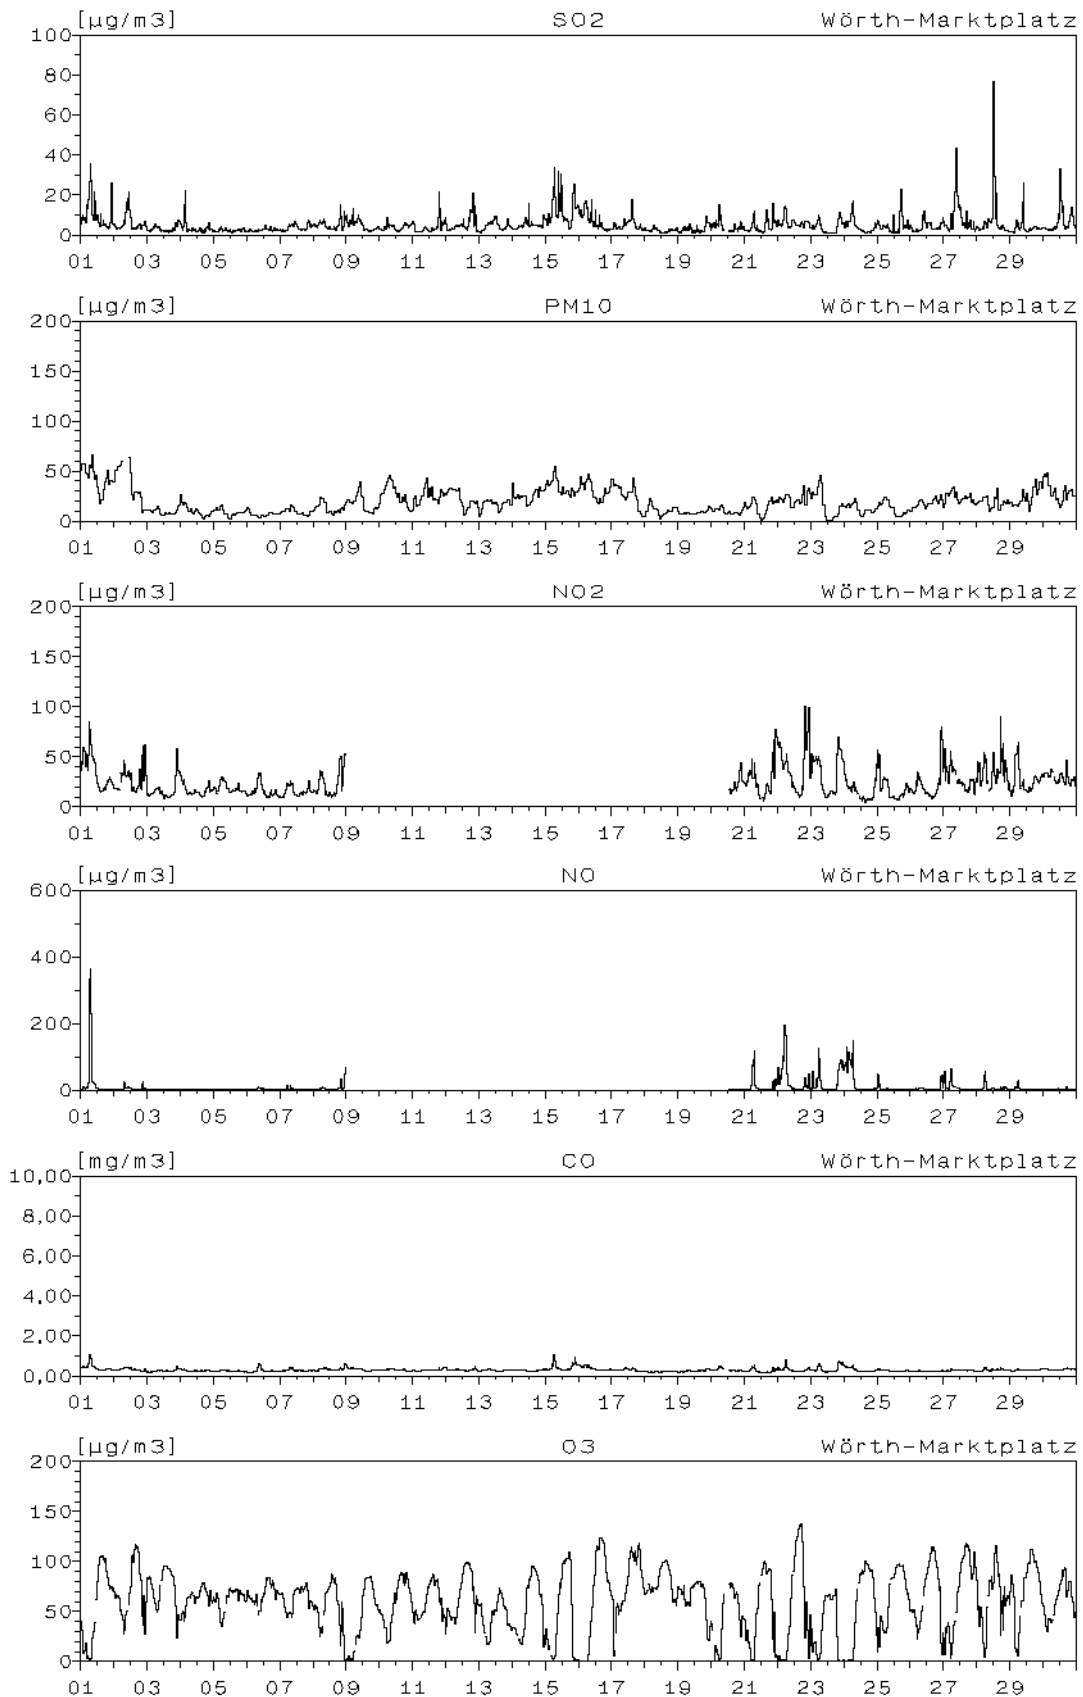 [µg/m3] SO2 Wörth-Marktplatz
100
80
60
40
20
0
01 03 05 07 09 11 13 15 17 19 21 23 25 27 29
[µg/m3] PM10 Wörth-Marktplatz
200
150
100
50
0
01 03 05 07 09 11 13 15 17 19 21 23 25 27 29
[µg/m3] NO2 Wörth-Marktplatz
200
150
100
50
0
01 03 05 07 09 11 13 15 17 19 21 23 25 27 29
[µg/m3] NO Wörth-Marktplatz
600
400
200
0
01 03 05 07 09 11 13 15 17 19 21 23 25 27 29
[mg/m3] CO Wörth-Marktplatz
10,00
8,00
6,00
4,00
2,00
0,00
01 03 05 07 09 11 13 15 17 19 21 23 25 27 29
[µg/m3] O3 Wörth-Marktplatz
200
150
100
50
0
01 03 05 07 09 11 13 15 17 19 21 23 25 27 29